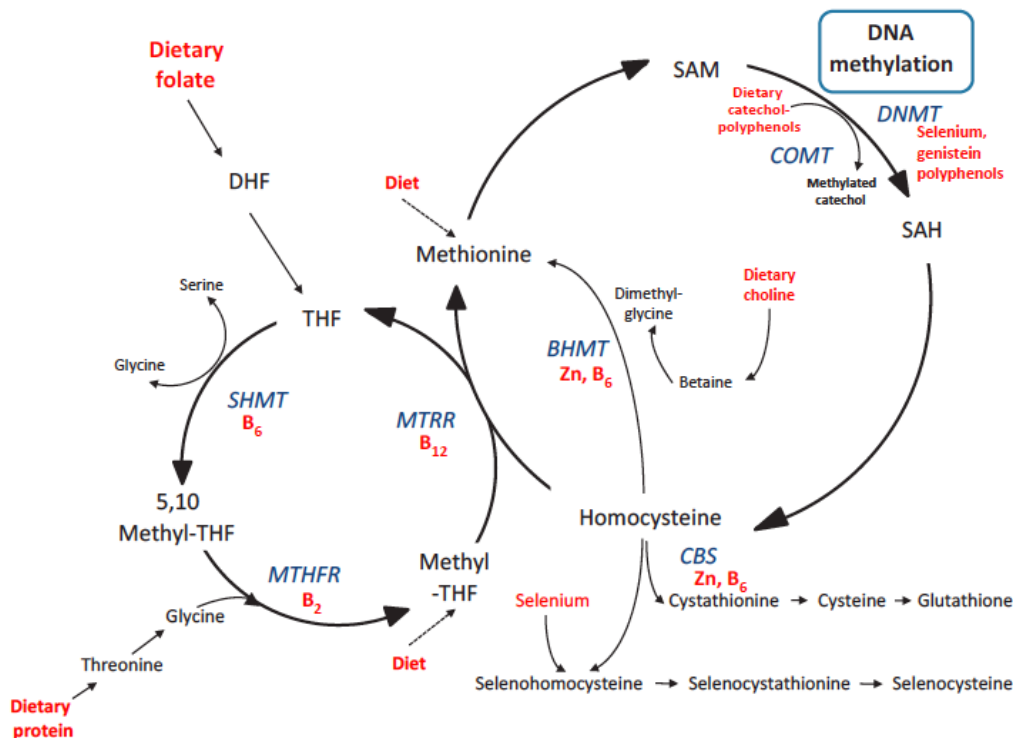 Dietary
folate
DHF
THF
Serine
Glycine
SHMT
B6
5,10
Methyl-THF
MTHFR
B2
Glycine
Threonine
Dietary
protein
Methyl
-THF
Diet
MTRR
B12
Diet
Methionine
SAM
DNA
methylation
Dietary
catechol-
polyphenols
COMT
Methylated
catechol
DNMT
Selenium,
genistein
polyphenols
SAH
Dimethyl-
glycine
Dietary
choline
Betaine
BHMT
Zn, B6
Homocysteine
CBS
Zn, B6
Cystathionine
Cysteine
Glutathione
Selenium
Selenohomocysteine
Selenocystathionine
Selenocysteine